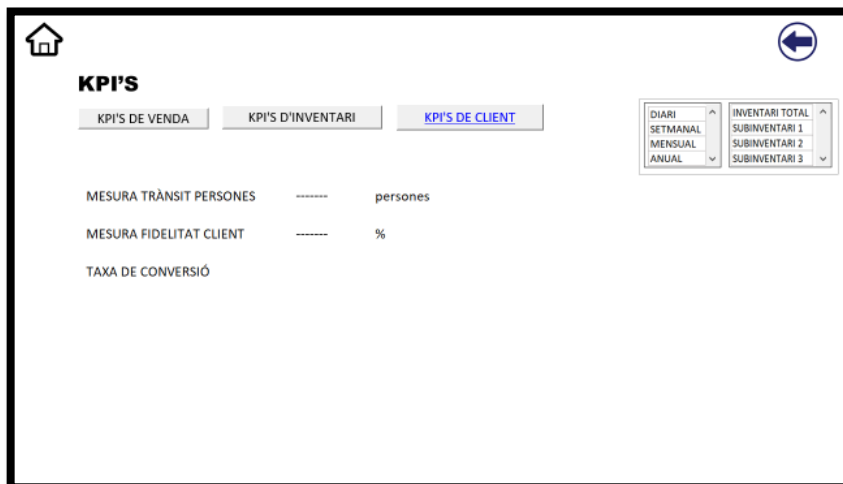 KPI'S
KPI'S DE VENDA
KPI'S D'INVENTARI
KPI'S DE CLIENT
DIARI
SETMANAL
MENSUAL
ANUAL
INVENTARI TOTAL
SUBINVENTARI 1
SUBINVENTARI 2
SUBINVENTARI 3
MESURA TRÀNSIT PERSONES ------- persones
MESURA FIDELITAT CLIENT ------- %
TAXA DE CONVERSIÓ